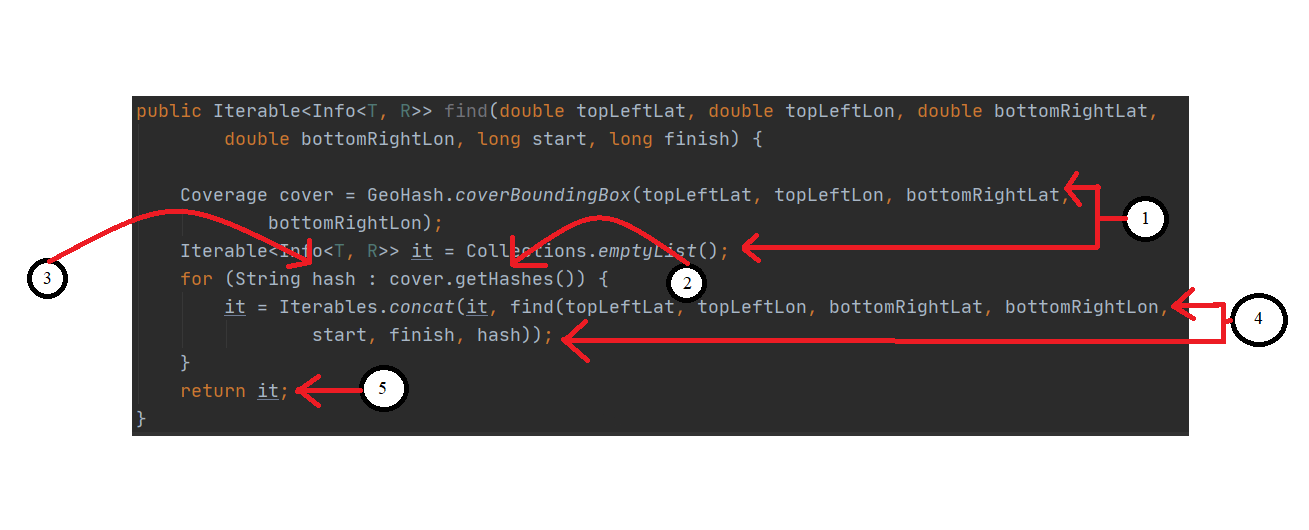 public Iterable<Info<T, R>> find(double topLeftLat, double topLeftLon, double bottomRightLat,
double bottomRightLon, long start, long finish) {
Coverage cover = GeoHash.coverBoundingBox(topLeftLat, topLeftLon, bottomRightLat,
1
bottomRightLon);
Iterable<Info<T, R>> it = Collections.emptyList();
3
for (String hash : cover.getHashes()) {
2
it = Iterables.concat(it, find(topLeftLat, topLeftLon, bottomRightLat, bottomRightLon,
4
start, finish, hash));
}
return it;
5
}